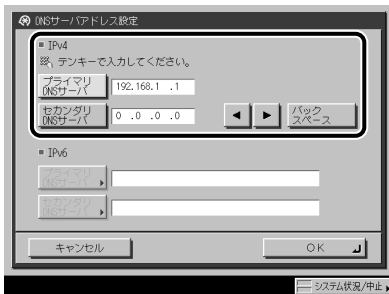 DNSサーバアドレス設定
■ IPv4
テンキーで入力してください。
プライマリ
DNSサーバ
192.168.1 .1
セカンダリ
DNSサーバ
0 .0 .0 .0
◀ ▶
バック
スペース
■ IPv6
プライマリ
DNSサーバ
セカンダリ
DNSサーバ
キャンセル
OK
システム状況/中止